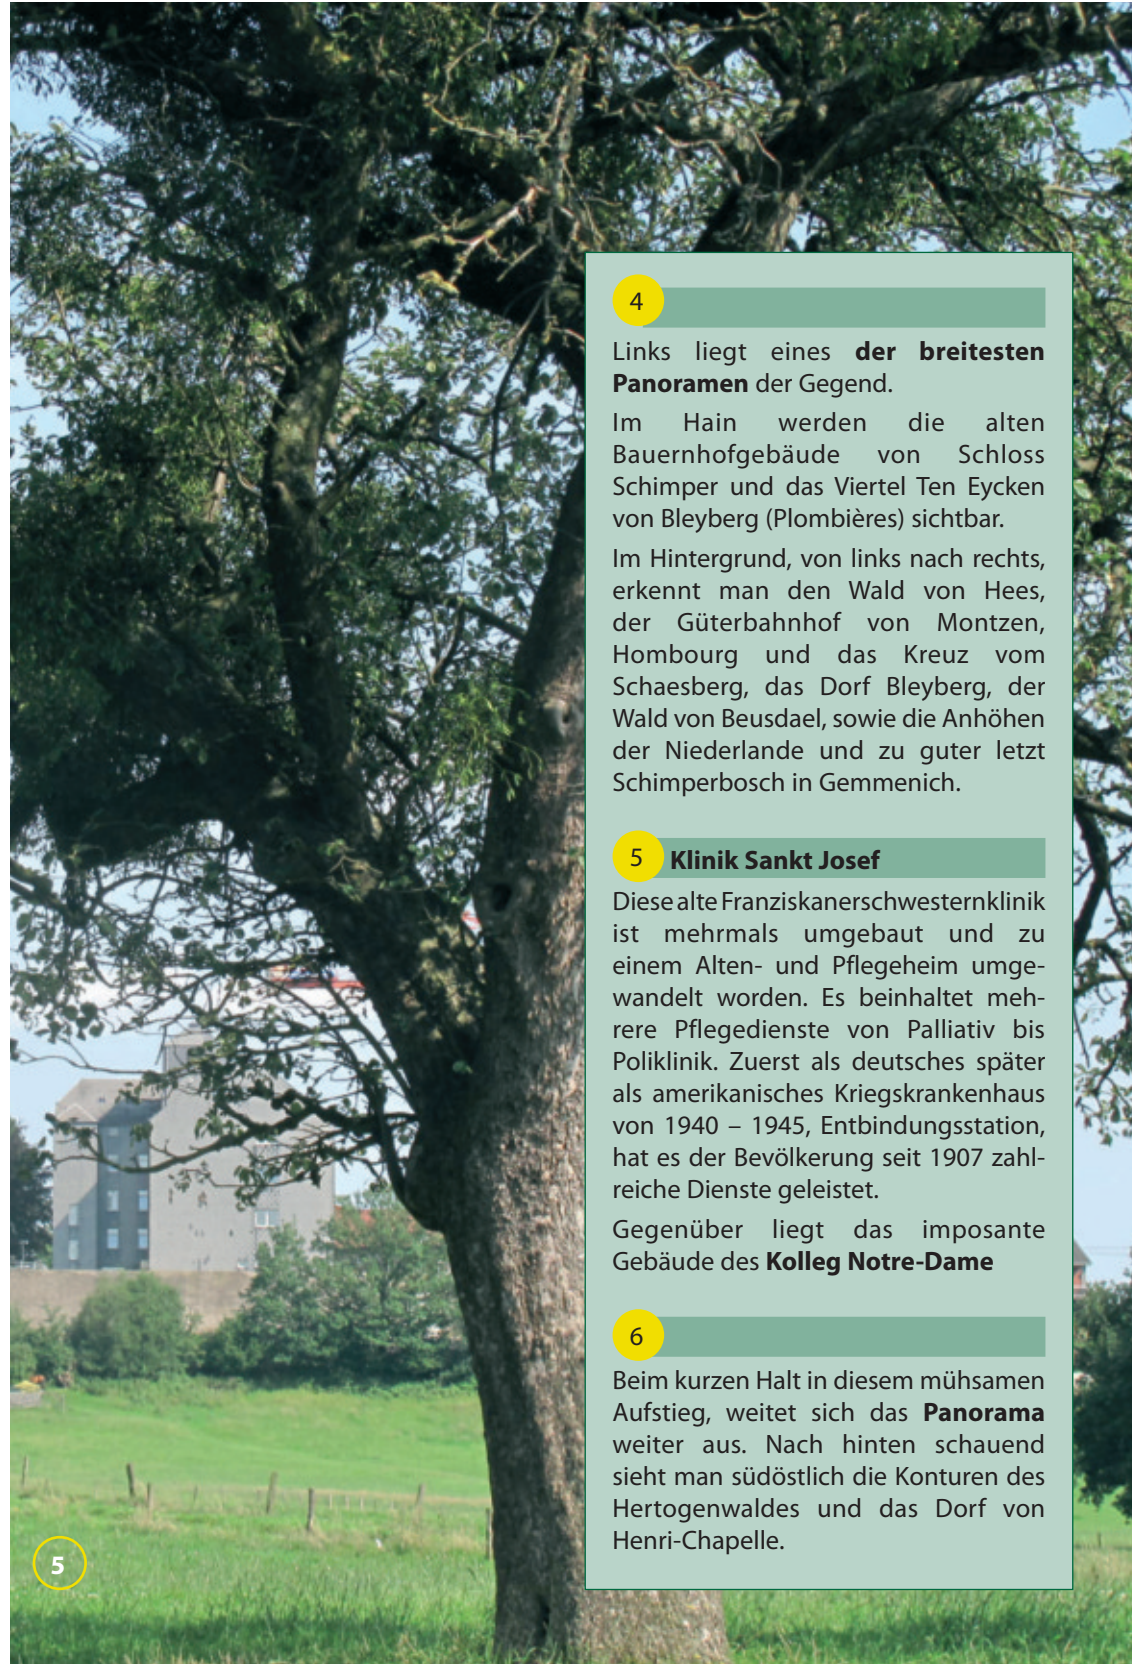 4
Links liegt eines der breitesten
Panoramen der Gegend.
Im Hain werden die alten
Bauernhofgebäude von Schloss
Schimper und das Viertel Ten Eycken
von Bleyberg (Plombières) sichtbar.
Im Hintergrund, von links nach rechts,
erkennt man den Wald von Hees,
der Güterbahnhof von Montzen,
Hombourg und das Kreuz vom
Schaesberg, das Dorf Bleyberg, der
Wald von Beusdael, sowie die Anhöhen
der Niederlande und zu guter letzt
Schimperbosch in Gemmenich.
5 Klinik Sankt Josef
Diese alte Franziskanerschwesternklinik
ist mehrmals umgebaut und zu
einem Alten- und Pflegeheim umge-
wandelt worden. Es beinhaltet meh-
rere Pflegedienste von Palliativ bis
Poliklinik. Zuerst als deutsches später
als amerikanisches Kriegskrankenhaus
von 1940 – 1945, Entbindungsstation,
hat es der Bevölkerung seit 1907 zahl-
reiche Dienste geleistet.
Gegenüber liegt das imposante
Gebäude des Kolleg Notre-Dame
6
Beim kurzen Halt in diesem mühsamen
Aufstieg, weitet sich das Panorama
weiter aus. Nach hinten schauend
sieht man südöstlich die Konturen des
Hertogenwaldes und das Dorf von
Henri-Chapelle.
5